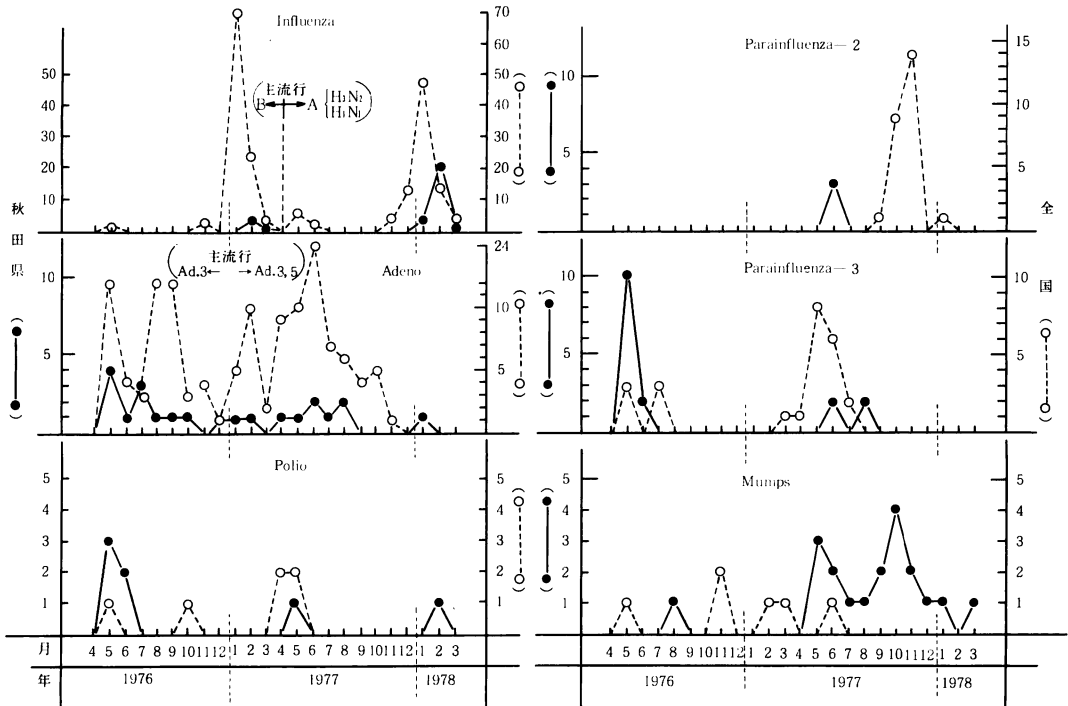 Influenza
70
60
50
40
30
20
10
50
40
30
20
10
主流行
B ← → A { H3N2
H1N1
Parainfluenza—2
10
5
15
10
5
秋田県
全国
Adeno
主流行
Ad.3← →Ad.3,5
10
5
24
10
5
Parainfluenza—3
10
5
10
5
Polio
5
4
3
2
1
5
4
3
2
1
Mumps
5
4
3
2
1
5
4
3
2
1
月 4 5 6 7 8 9 10 11 12 1 2 3 4 5 6 7 8 9 10 11 12 1 2 3
4 5 6 7 8 9 10 11 12 1 2 3 4 5 6 7 8 9 10 11 12 1 2 3
年 1976 1977 1978
1976 1977 1978